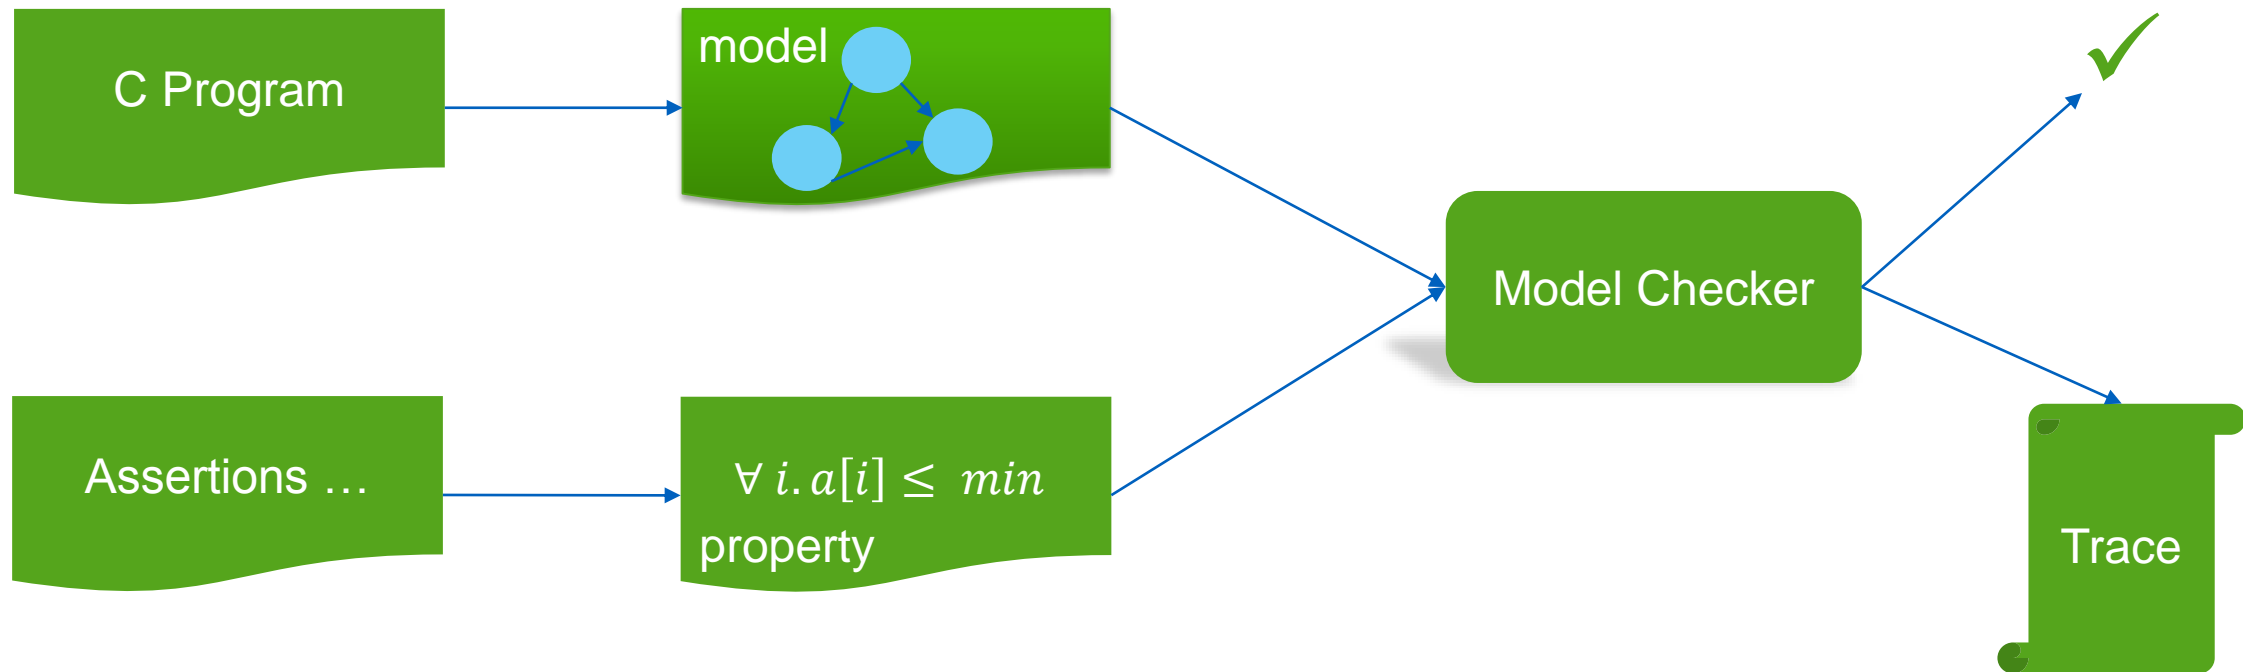 C Program
model
Model Checker
Assertions …
∀ i. a[i] ≤ min
property
Trace